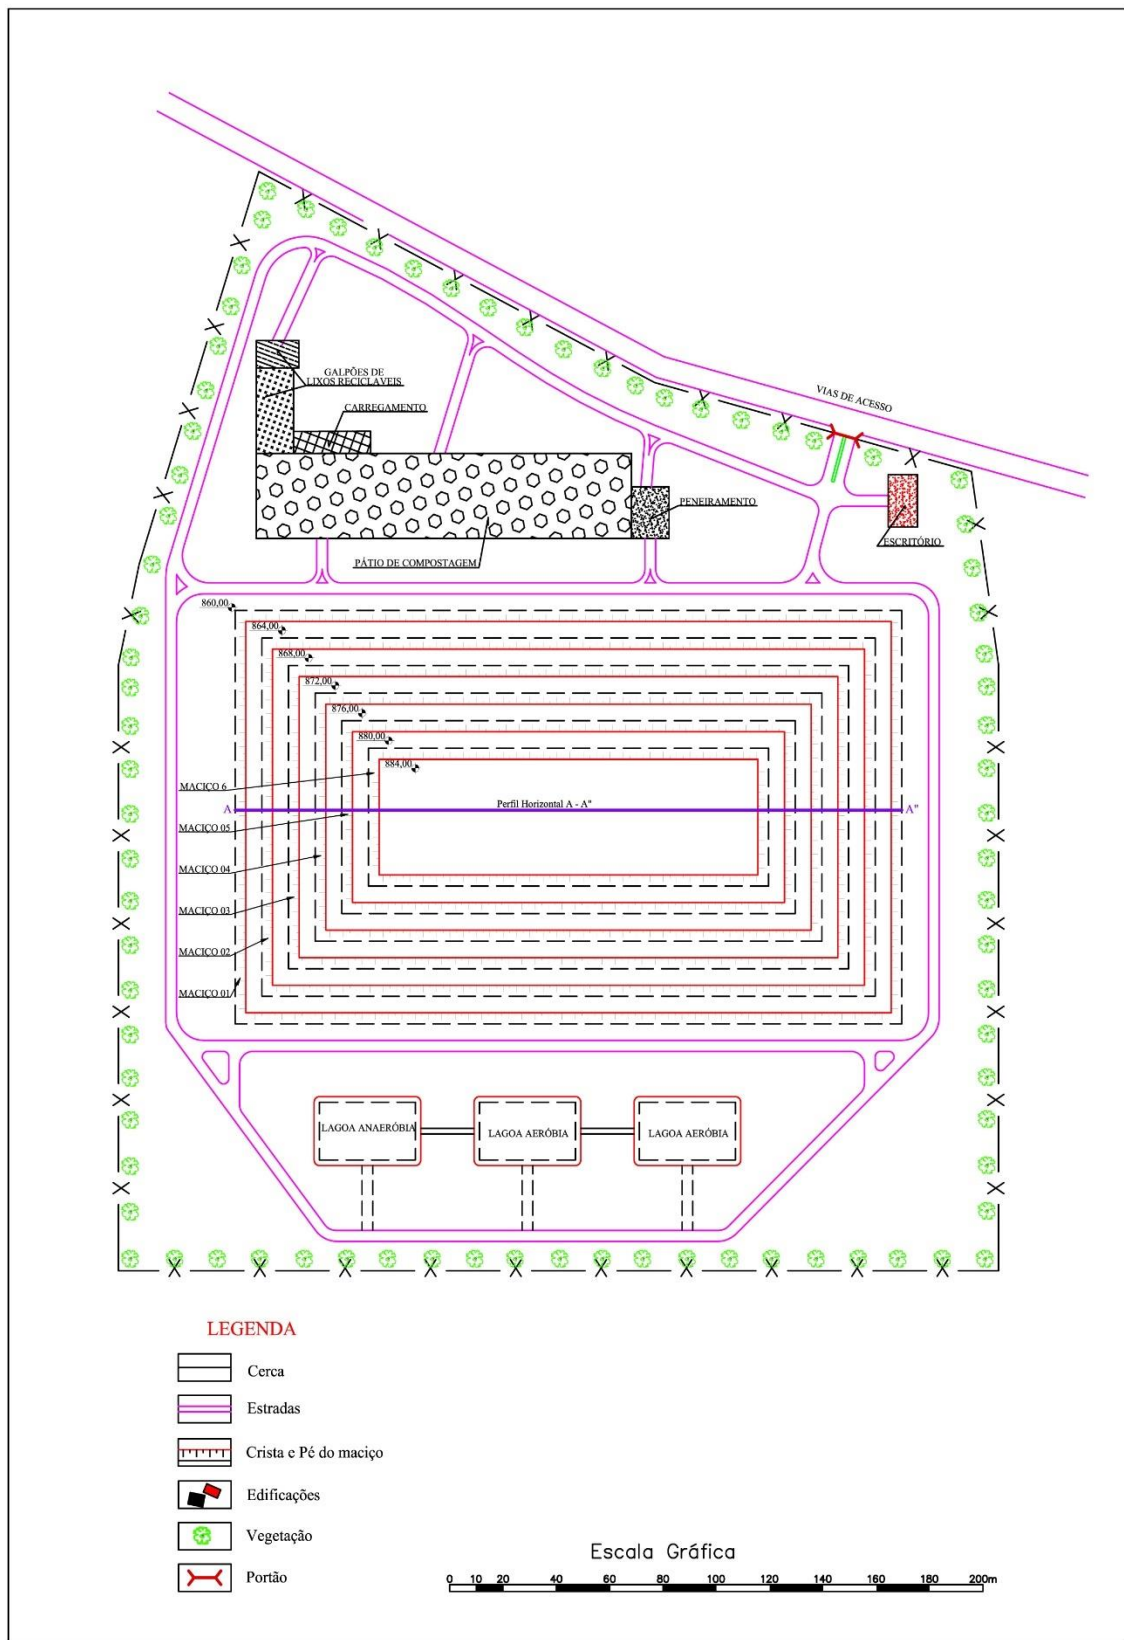 GALPÕES DE
LIXOS RECICLAVEIS
CARREGAMENTO
VIAS DE ACESSO
PENEIRAMENTO
ESCRITÓRIO
PÁTIO DE COMPOSTAGEM
860,00
864,00
868,00
872,00
876,00
880,00
884,00
MACIÇO 6
A
Perfil Horizontal A - A"
A"
MACIÇO 05
MACIÇO 04
MACIÇO 03
MACIÇO 02
MACIÇO 01
LAGOA ANAERÓBIA
LAGOA AERÓBIA
LAGOA AERÓBIA
LEGENDA
Cerca
Estradas
Crista e Pé do maciço
Edificações
Vegetação
Portão
Escala Gráfica
0 10 20 40 60 80 100 120 140 160 180 200m